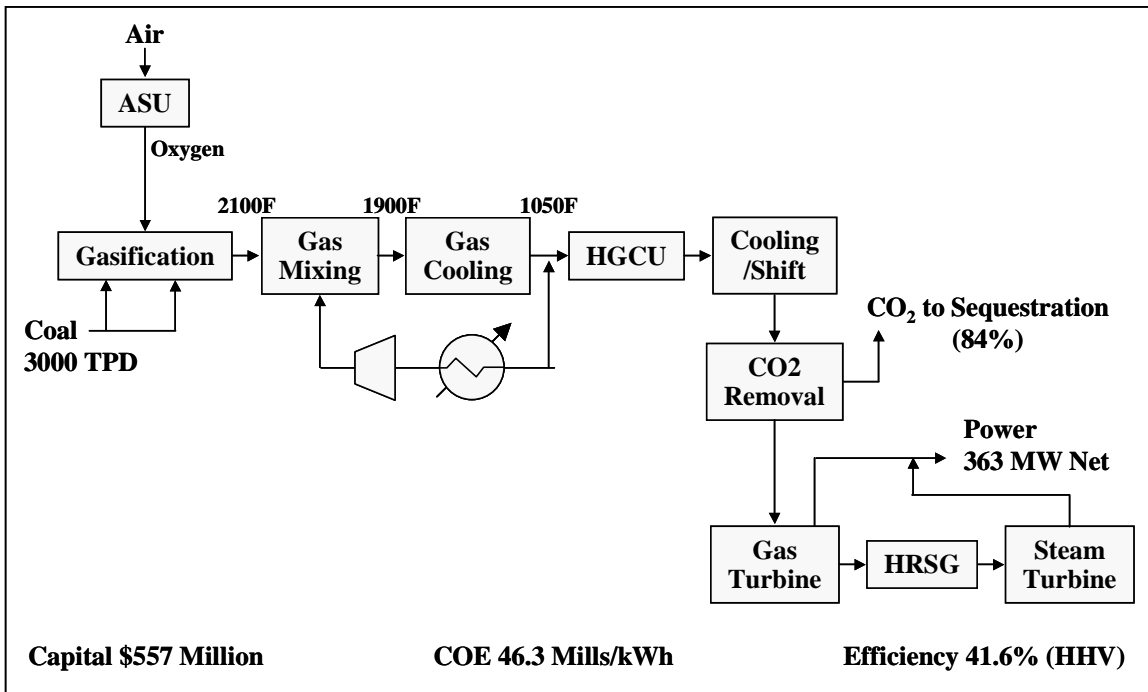 Air
ASU
Oxygen
2100F
1900F
1050F
Gasification
Gas
Mixing
Gas
Cooling
HGCU
Cooling
/Shift
Coal
3000 TPD
CO₂ to Sequestration
(84%)
CO2
Removal
Power
363 MW Net
Gas
Turbine
HRSG
Steam
Turbine
Capital $557 Million
COE 46.3 Mills/kWh
Efficiency 41.6% (HHV)